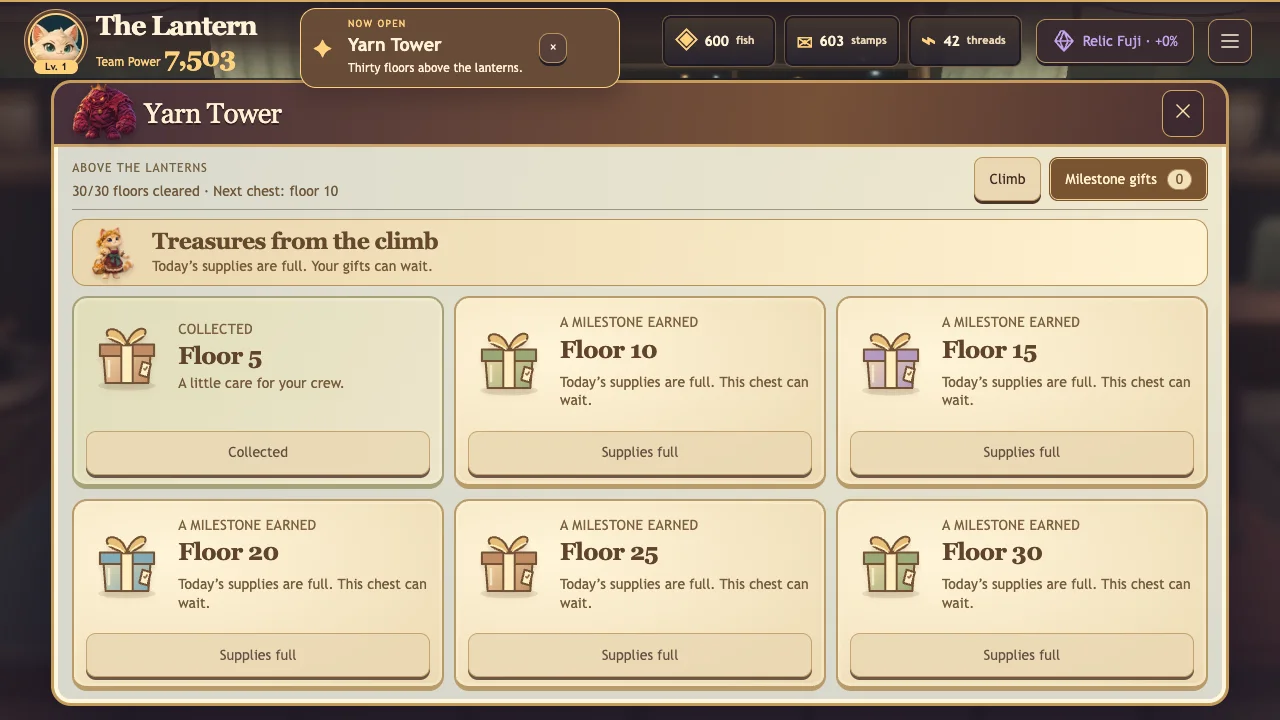 The Lantern
Team Power 7,503
Lv. 1
NOW OPEN
Yarn Tower
Thirty floors above the lanterns.
×
600 fish
603 stamps
42 threads
Relic Fuji · +0%
Yarn Tower
ABOVE THE LANTERNS
30/30 floors cleared · Next chest: floor 10
Climb
Milestone gifts 0
Treasures from the climb
Today’s supplies are full. Your gifts can wait.
COLLECTED
Floor 5
A little care for your crew.
Collected
A MILESTONE EARNED
Floor 10
Today’s supplies are full. This chest can
wait.
Supplies full
A MILESTONE EARNED
Floor 15
Today’s supplies are full. This chest can
wait.
Supplies full
A MILESTONE EARNED
Floor 20
Today’s supplies are full. This chest can
wait.
Supplies full
A MILESTONE EARNED
Floor 25
Today’s supplies are full. This chest can
wait.
Supplies full
A MILESTONE EARNED
Floor 30
Today’s supplies are full. This chest can
wait.
Supplies full